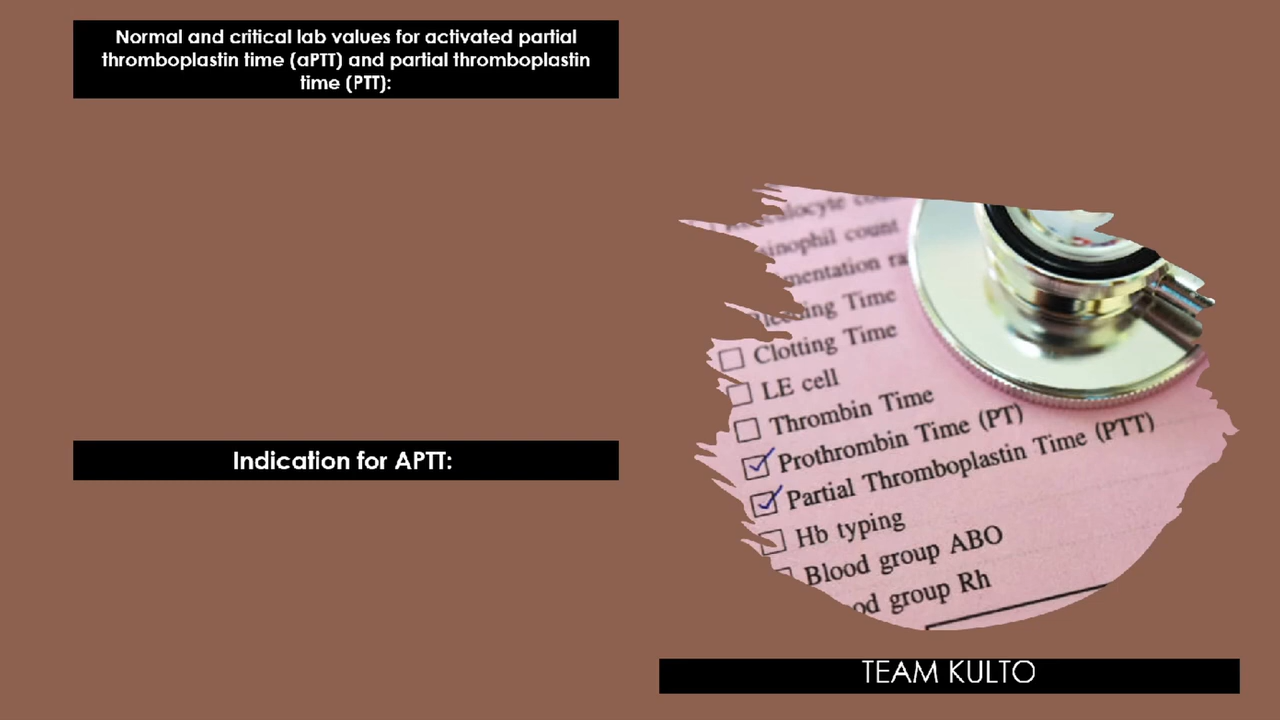 Normal and critical lab values for activated partial
thromboplastin time (aPTT) and partial thromboplastin
time (PTT):
Indication for APTT:
count
Time
Clotting Time
LE cell
Thrombin Time
Prothrombin Time (PT)
Partial Thromboplastin Time (PTT)
Hb typing
Blood group ABO
group Rh
TEAM KULTO